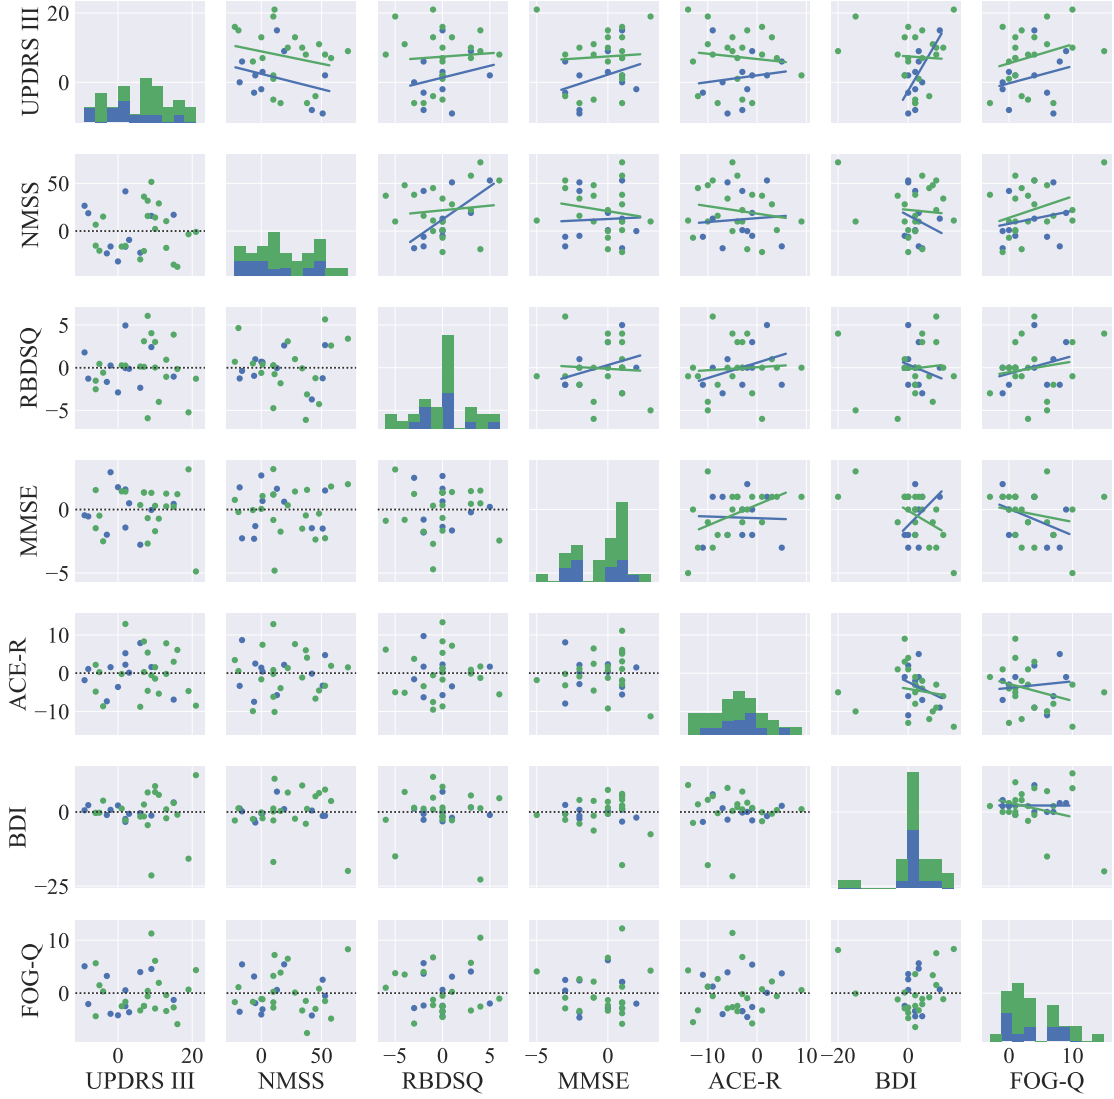 UPDRS III
20
0
NMSS
50
0
RBDSQ
5
0
−5
MMSE
0
−5
ACE-R
10
0
−10
BDI
0
−25
FOG-Q
10
0
0 20 0 50 −5 0 5 −5 0 −10 0 10 −20 0 0 10
UPDRS III NMSS RBDSQ MMSE ACE-R BDI FOG-Q